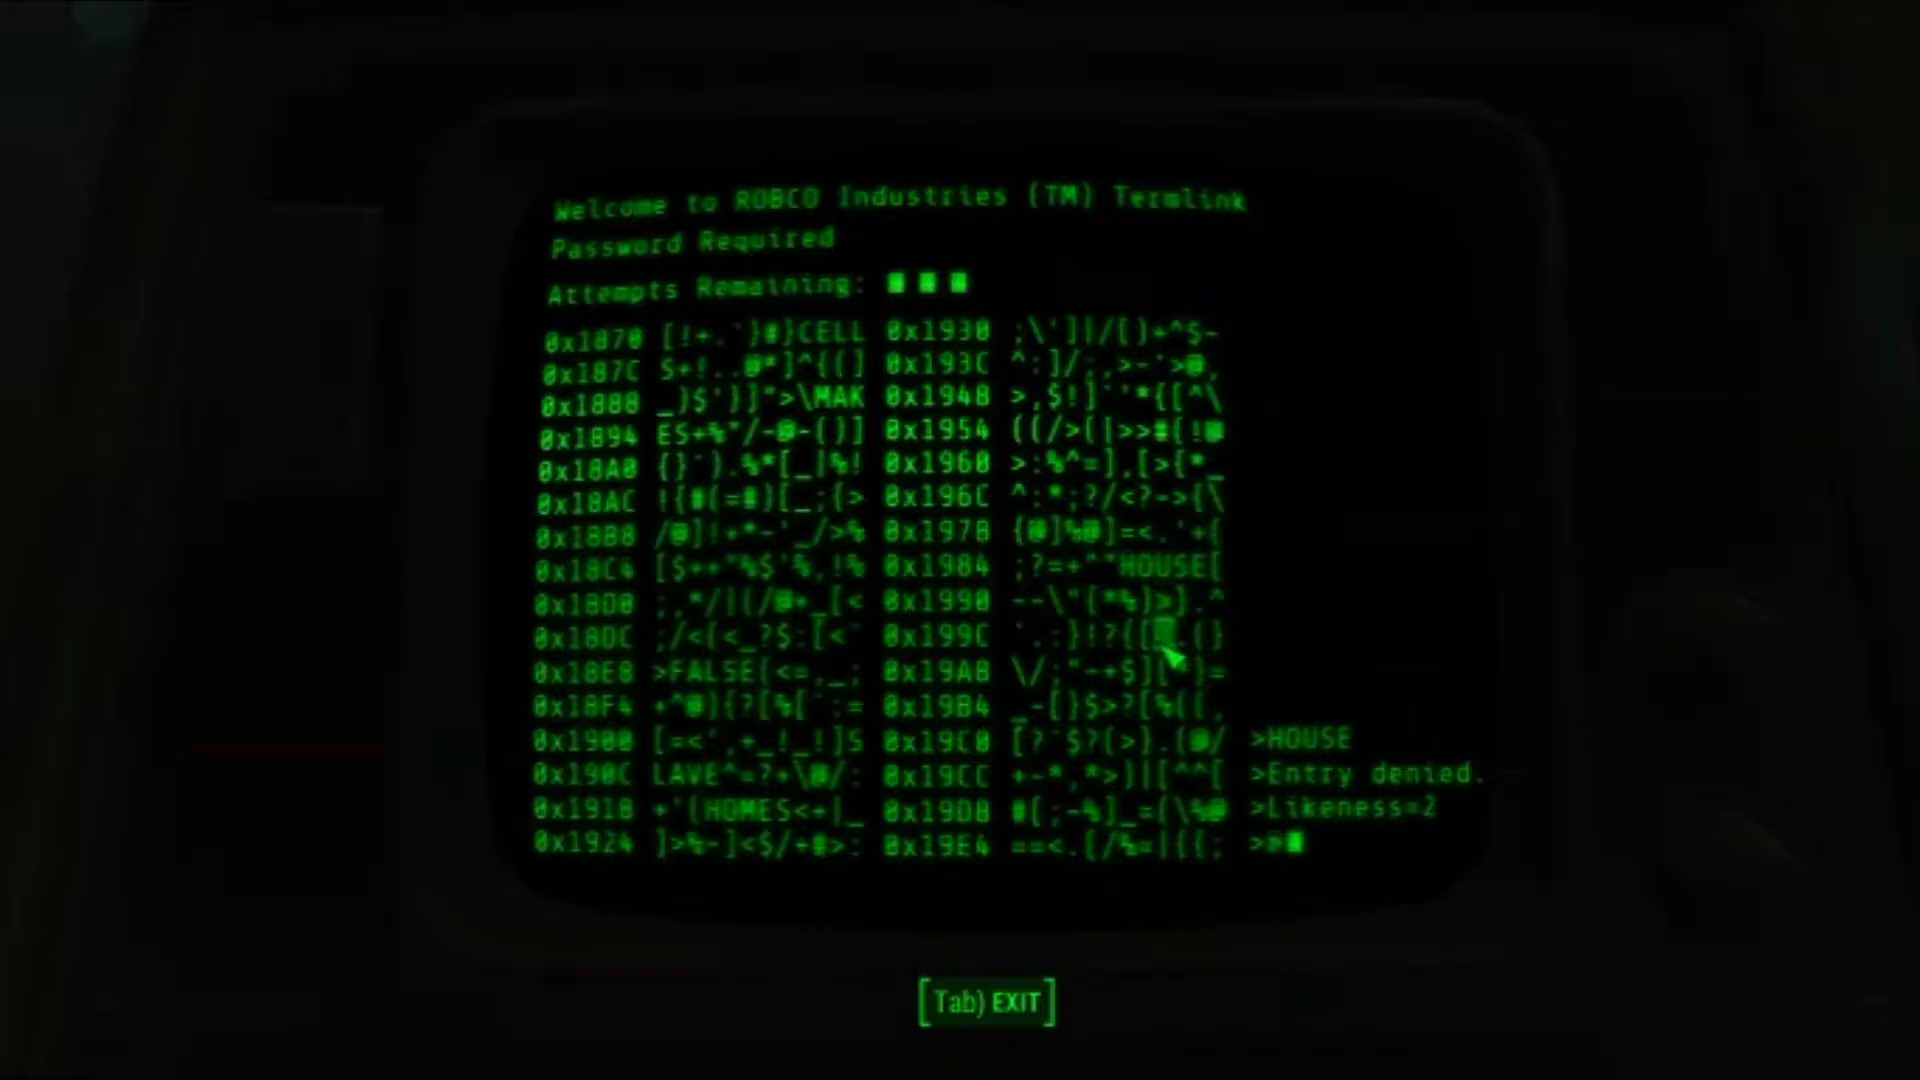 Welcome to ROBCO Industries (TM) Termlink
Password Required
Attempts Remaining: ■ ■ ■
0x1870 [!+.`}#}CELL 0x1930 ;\']|/[)+^$-
0x187C S+!..@*]^{(] 0x193C ^:]/;,>-'>@,
0x1888 _)$')]">\MAK 0x1948 >,$!]`'*{[^\
0x1894 ES+%"/-@-()] 0x1954 ((/>(|>>#(!@
0x18A0 {}`).%*[_|%! 0x1960 >:%^=],[>{*_
0x18AC !{#(=#)[_;(> 0x196C ^:*;?/<?->{\
0x18B8 /@]!+*-'_/>% 0x1978 {@]%@]=<.'+{
0x18C4 [$++"%$'%,!% 0x1984 ;?=+^"HOUSE[
0x18D0 ;,*/|(/@+_[< 0x1990 --\"(*%)>].^
0x18DC ;/<(<_?$:[<` 0x199C
0x18E8 >FALSE[<=,_; 0x19A8
0x18F4 +^@){?[%[`:= 0x19B4 _-[}$>?[%((,
0x1900 [=<',+_!_!]S 0x19C0 [?`$?(>).(@/
0x190C LAVE^=?+\@/: 0x19CC +-*,*>)|[^^[
0x1918 +'(HOMES<+|_ 0x19D8 #[;-%]_=(\%@
0x1924 ]>%-]<$/+#>: 0x19E4 ==<.[/%=|((;
>HOUSE
>Entry denied.
>Likeness=2
>
[Tab) EXIT]